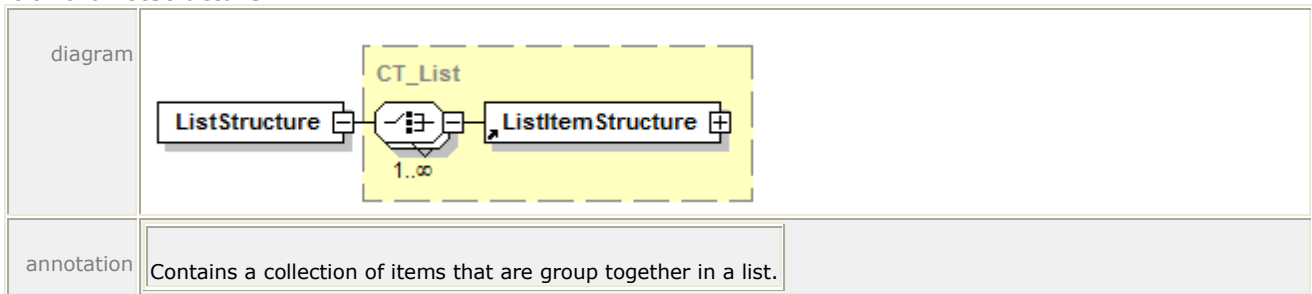 diagram
CT_List
ListStructure
ListItemStructure
1..∞
annotation
Contains a collection of items that are group together in a list.